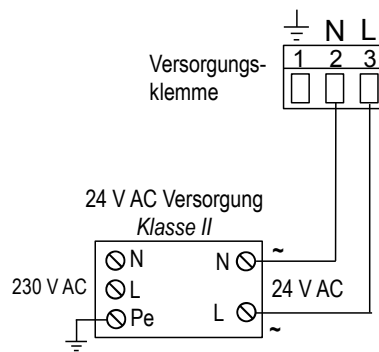 N L
1 2 3
Versorgungs-
klemme
24 V AC Versorgung
Klasse II
N N ~
230 V AC L 24 V AC
Pe L ~